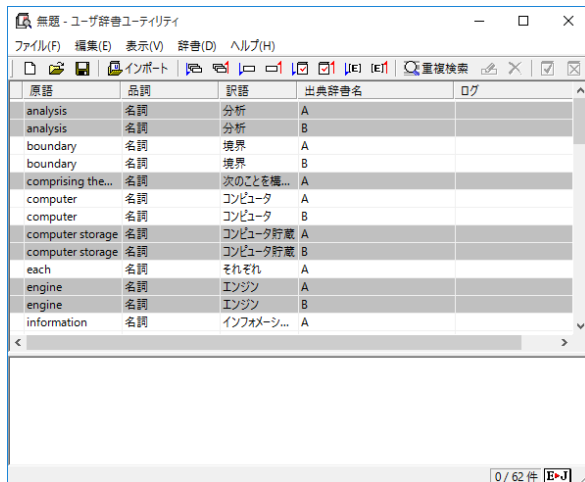 無題 - ユーザ辞書ユーティリティ
ファイル(F) 編集(E) 表示(V) 辞書(D) ヘルプ(H)
インポート [E] [E] 重複検索
原語 品詞 訳語 出典辞書名 ログ
analysis 名詞 分析 A
analysis 名詞 分析 B
boundary 名詞 境界 A
boundary 名詞 境界 B
comprising the... 名詞 次のことを構... A
computer 名詞 コンピュータ A
computer 名詞 コンピュータ B
computer storage 名詞 コンピュータ貯蔵 A
computer storage 名詞 コンピュータ貯蔵 B
each 名詞 それぞれ A
engine 名詞 エンジン A
engine 名詞 エンジン B
information 名詞 インフォメーシ... A
0 / 62 件 E▸J